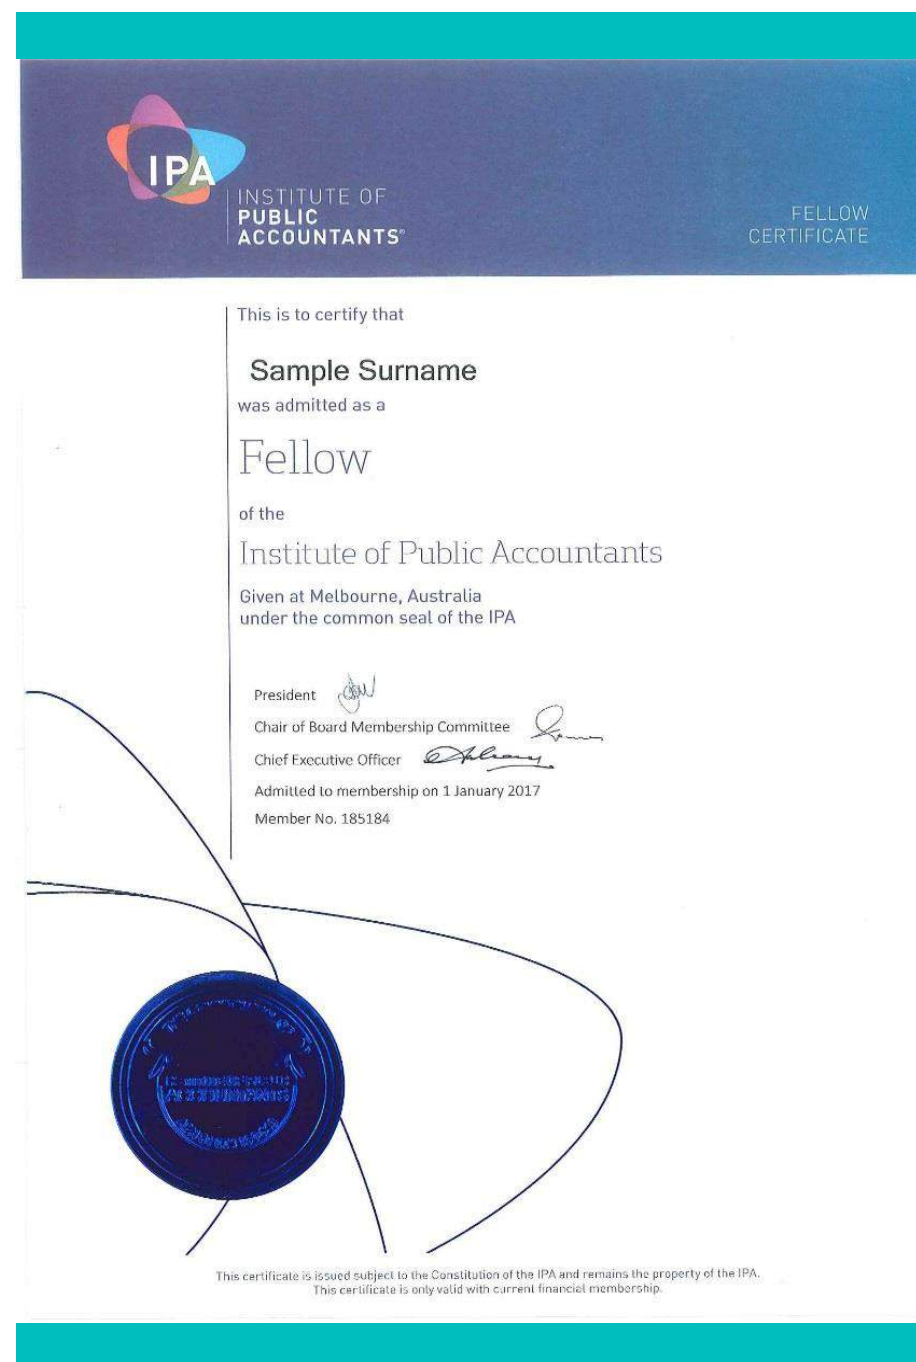 IPA
INSTITUTE OF
PUBLIC
ACCOUNTANTS®
FELLOW
CERTIFICATE
This is to certify that
Sample Surname
was admitted as a
Fellow
of the
Institute of Public Accountants
Given at Melbourne, Australia
under the common seal of the IPA
President
Chair of Board Membership Committee
Chief Executive Officer
Admitted to membership on 1 January 2017
Member No. 185184
ACCOUNTANTS
This certificate is issued subject to the Constitution of the IPA and remains the property of the IPA.
This certificate is only valid with current financial membership.